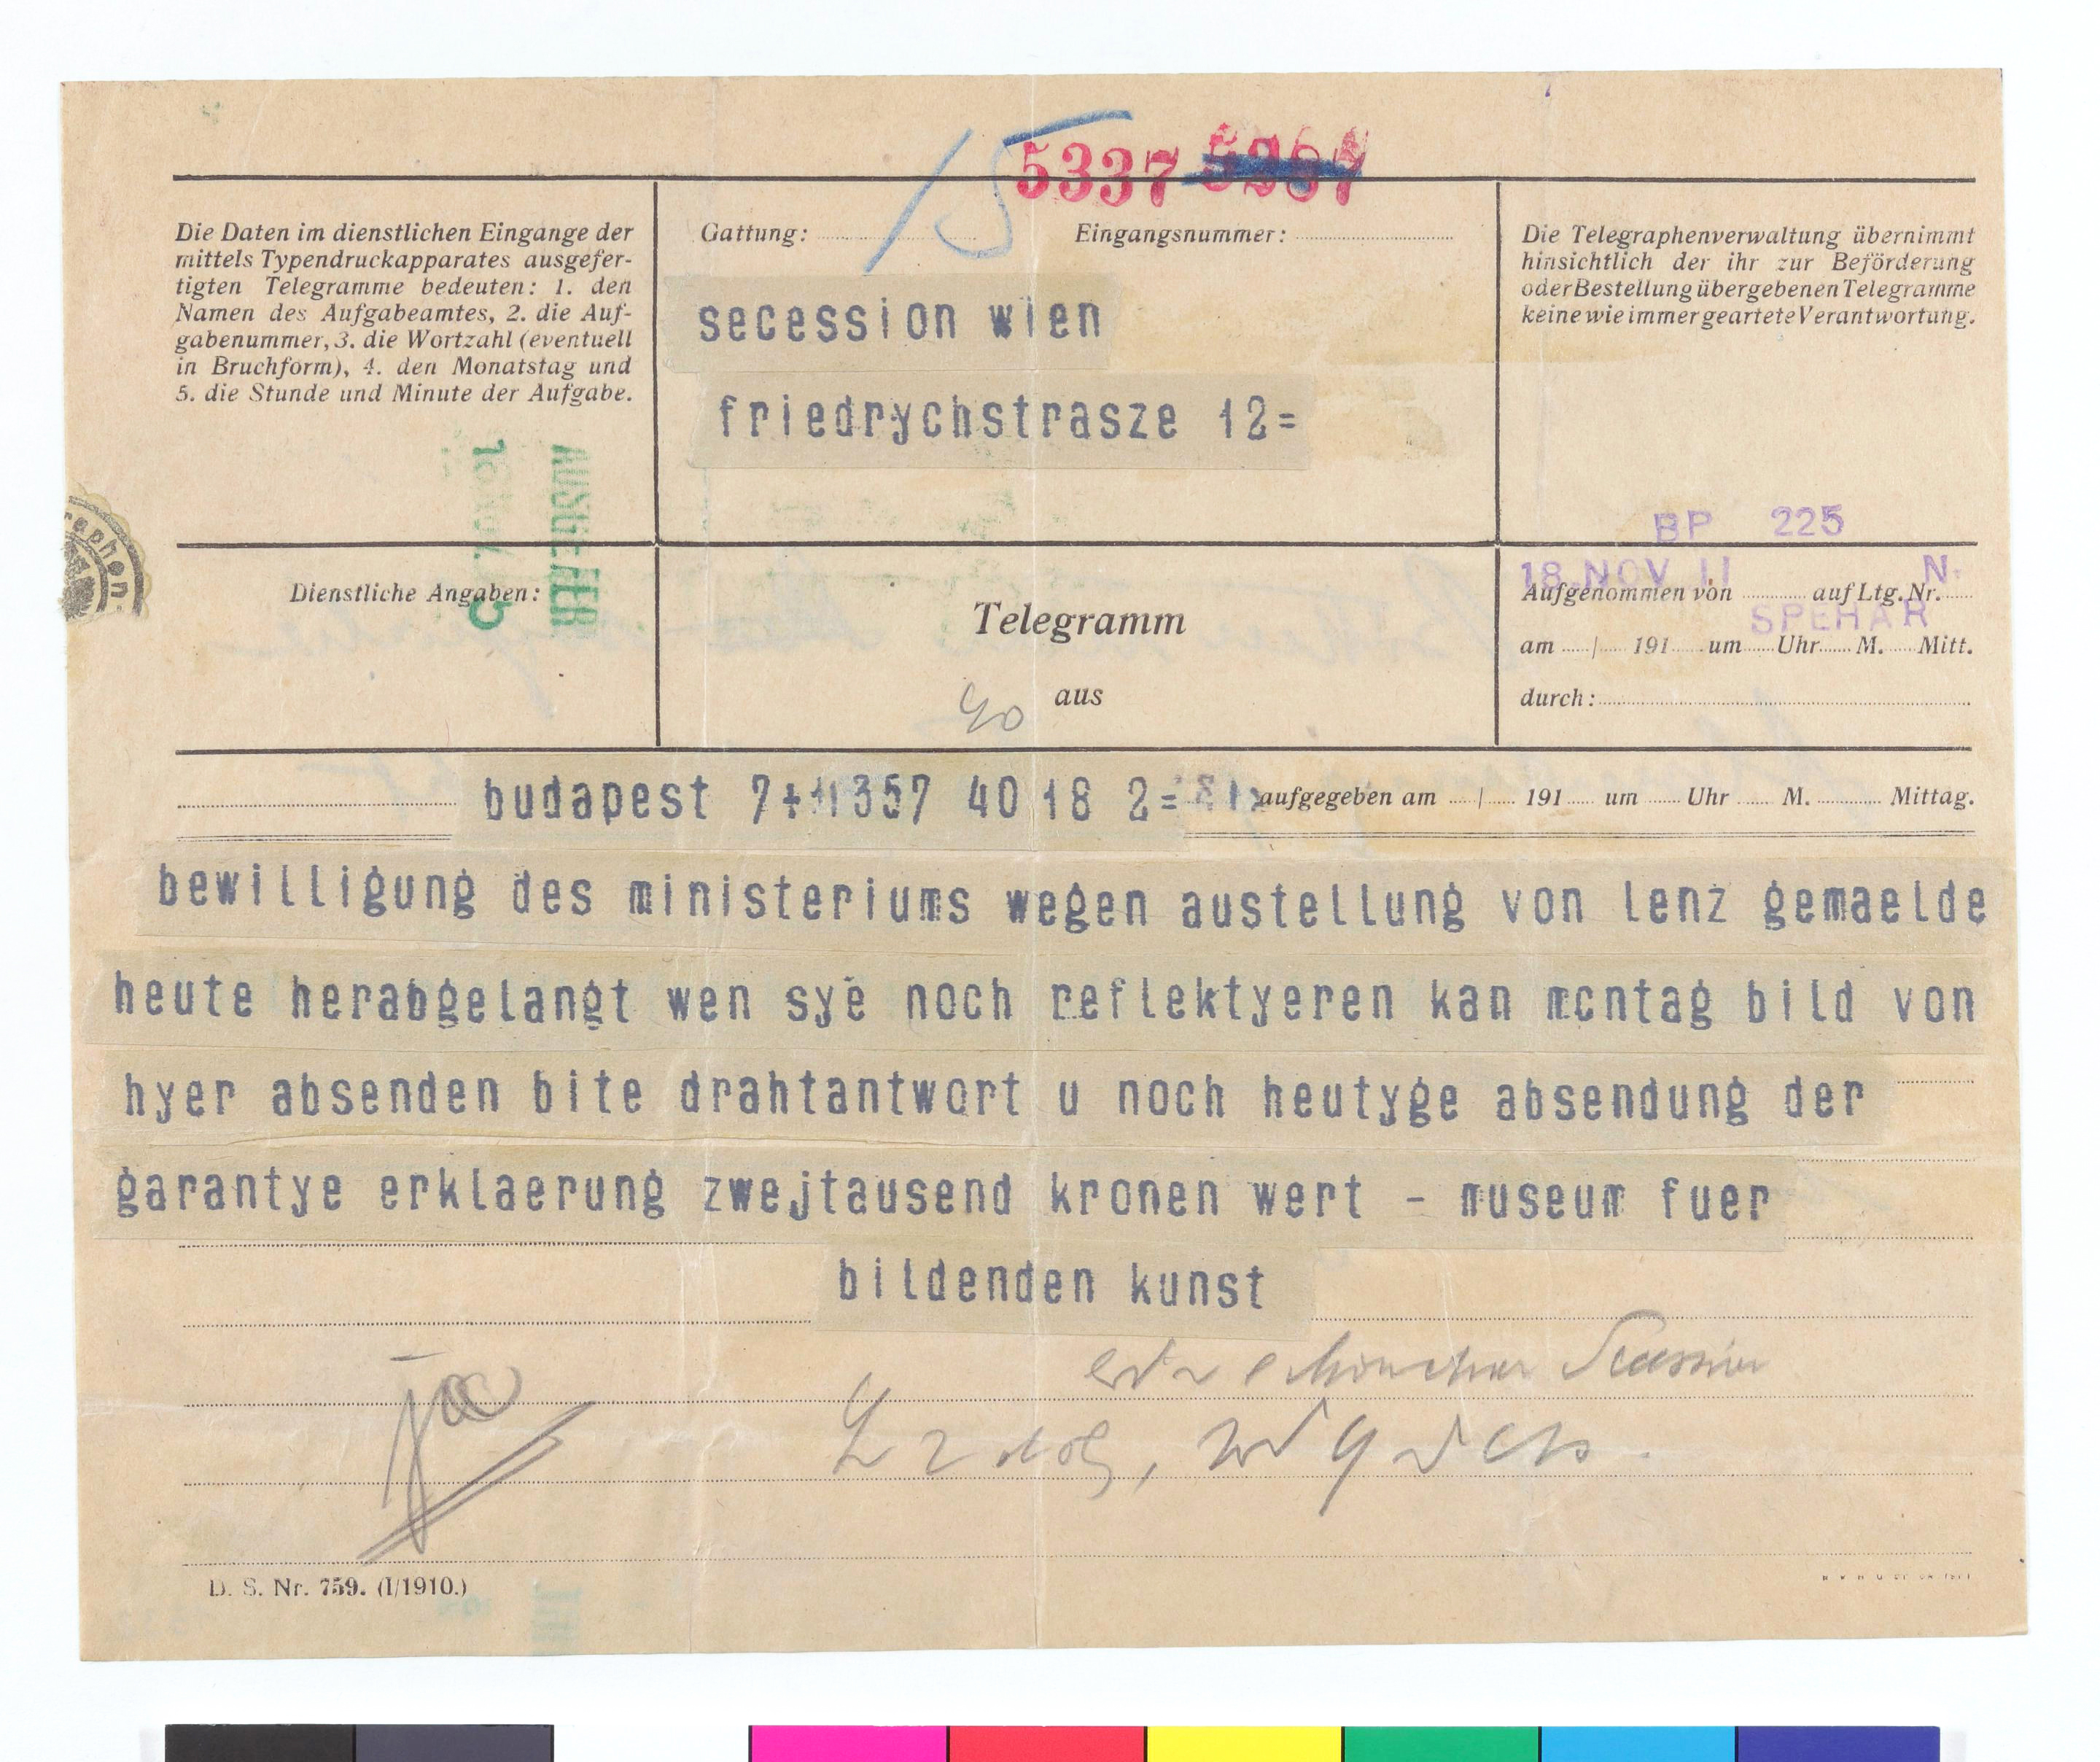 5337 5287
15
Die Daten im dienstlichen Eingange der
mittels Typendruckapparates ausgefer-
tigten Telegramme bedeuten: 1. den
Namen des Aufgabeamtes, 2. die Auf-
gabenummer, 3. die Wortzahl (eventuell
in Bruchform), 4. den Monatstag und
5. die Stunde und Minute der Aufgabe.
Gattung: Eingangsnummer:
secession wien
friedrychstrasze 12=
Die Telegraphenverwaltung übernimmt
hinsichtlich der ihr zur Beförderung
oder Bestellung übergebenen Telegramme
keine wie immer geartete Verantwortung.
BP 225
18.NOV 11 N
SPEHAR
Dienstliche Angaben:
Telegramm
aus
40
Aufgenommen von auf Ltg. Nr.
am / 191 um Uhr M. Mitt.
durch:
budapest 7+ 357 40 18 2= aufgegeben am / 191 um Uhr M. Mittag.
bewilligung des ministeriums wegen austellung von lenz gemaelde
heute herabgelangt wen sye noch reflektyeren kan mcntag bild von
hyer absenden bite drahtantwort u noch heutyge absendung der
garantye erklaerung zwejtausend kronen wert - museum fuer
bildenden kunst
Secession
D. S. Nr. 759. (I/1910.)